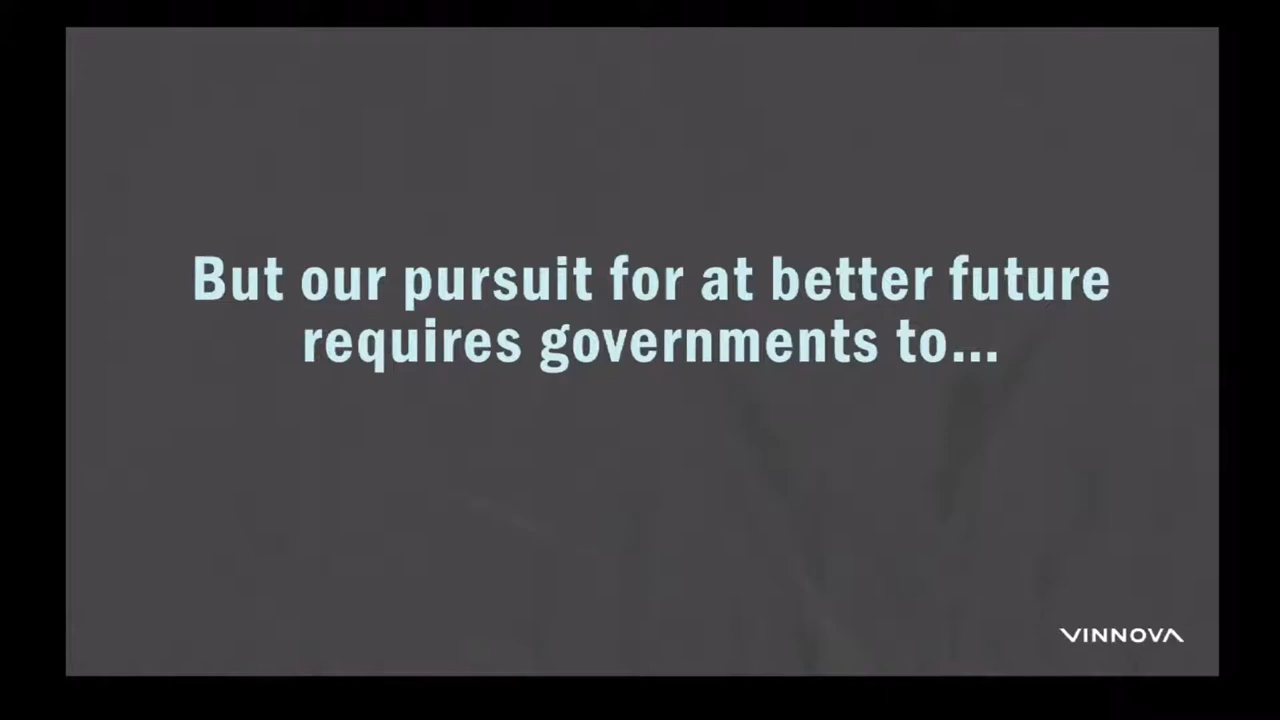 But our pursuit for at better future
requires governments to...
VINNOVA